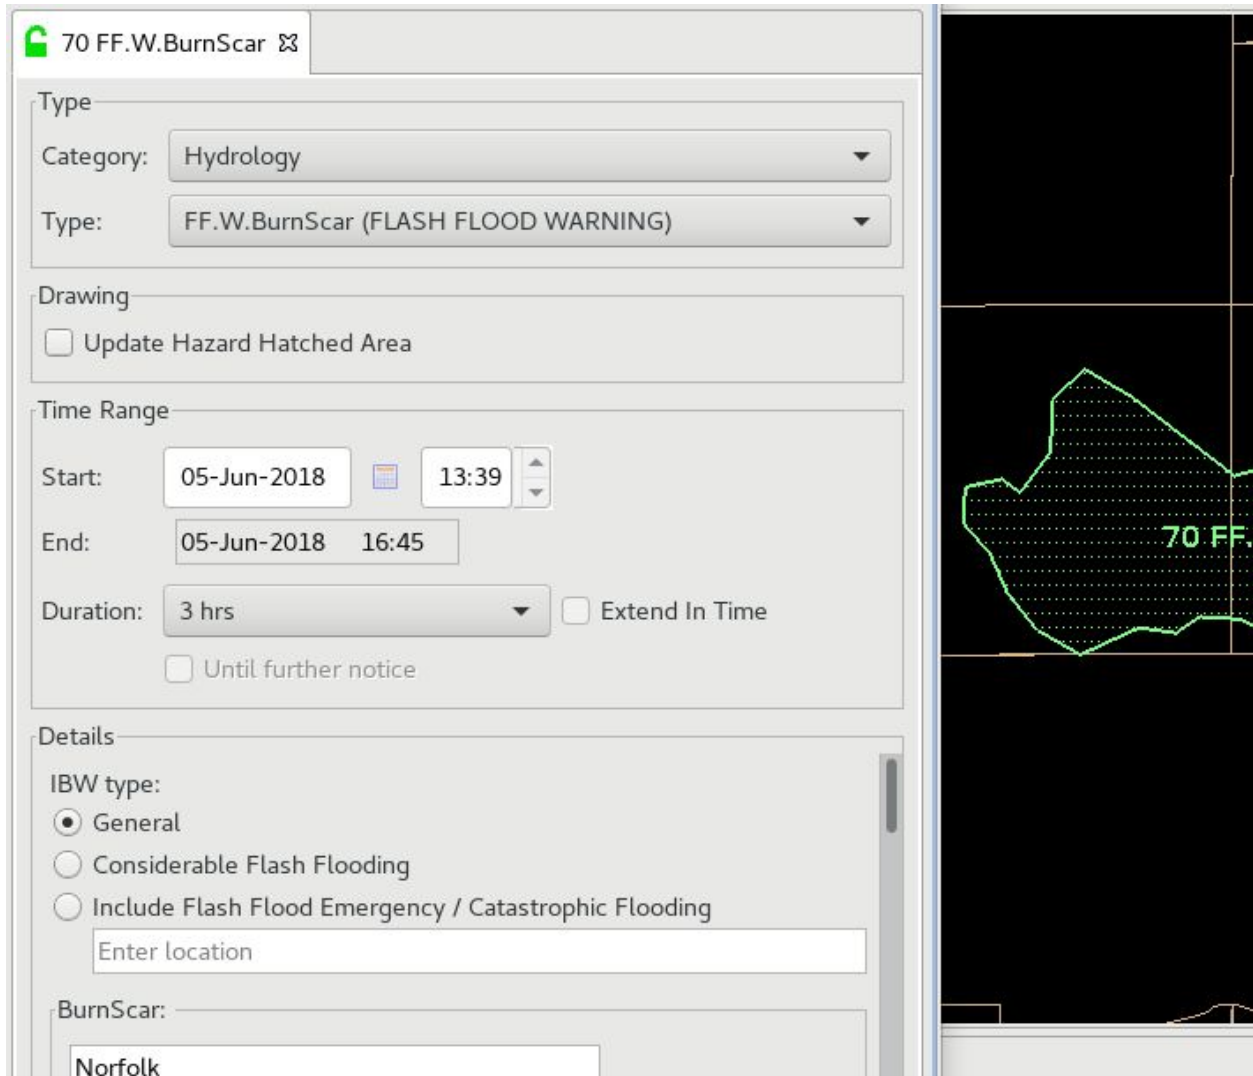 70 FF.W.BurnScar
Type
Category: Hydrology
Type: FF.W.BurnScar (FLASH FLOOD WARNING)
Drawing
Update Hazard Hatched Area
Time Range
Start: 05-Jun-2018 13:39
End: 05-Jun-2018 16:45
Duration: 3 hrs Extend In Time
Until further notice
Details
IBW type:
General
Considerable Flash Flooding
Include Flash Flood Emergency / Catastrophic Flooding
Enter location
BurnScar:
Norfolk
70 FF.